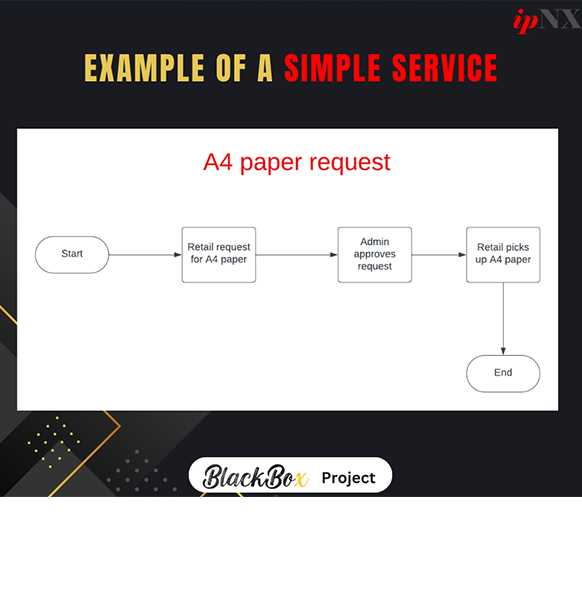 ipNX
EXAMPLE OF A SIMPLE SERVICE
A4 paper request
Start
Retail request
for A4 paper
Admin
approves
request
Retail picks
up A4 paper
End
BlackBox Project